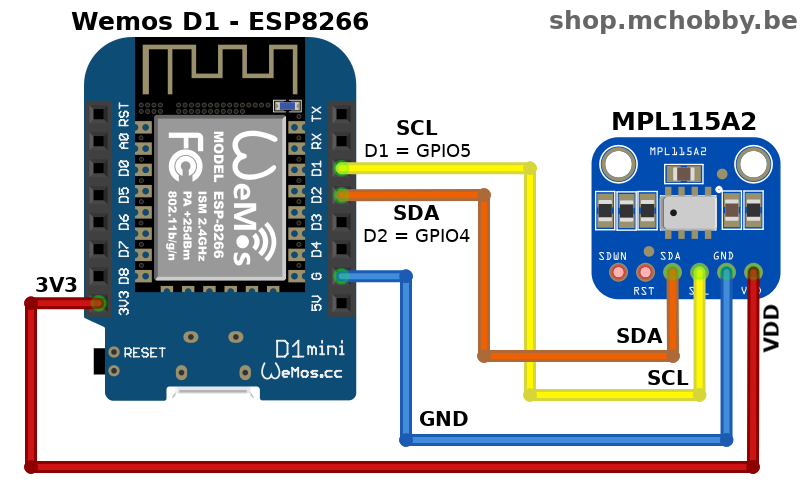 Wemos D1 - ESP8266
shop.mchobby.be
RST
A0
D0
D5
D6
D7
D8
3V3
TX
RX
D1
D2
D3
D4
G
5V
WeMos
MODEL ESP-8266
ISM 2.4GHz
PA +25dBm
802.11b/g/n
FC
SCL
D1 = GPIO5
SDA
D2 = GPIO4
3V3
RESET
D1 mini
WeMos.cc
MPL115A2
MPL115A2
SDWN
RST
SDA
GND
SDA
SCL
GND
VDD